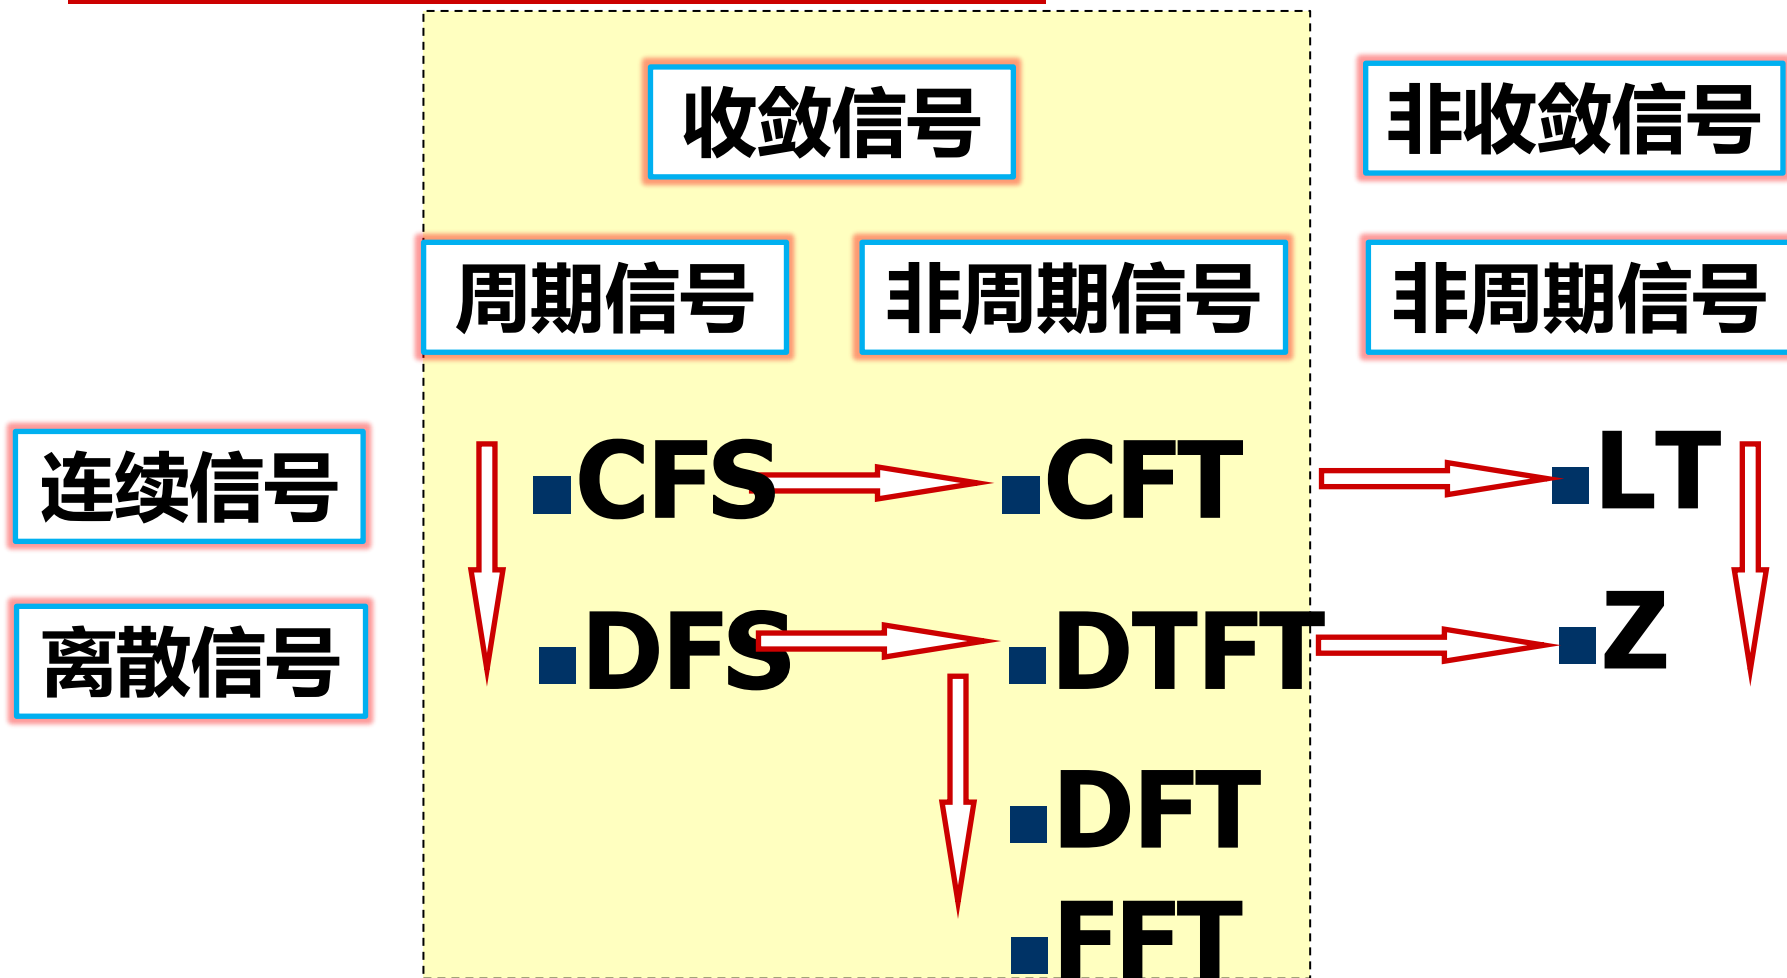 收敛信号 非收敛信号
周期信号 非周期信号 非周期信号
连续信号 CFS CFT LT
离散信号 DFS DTFT Z
DFT
FFT